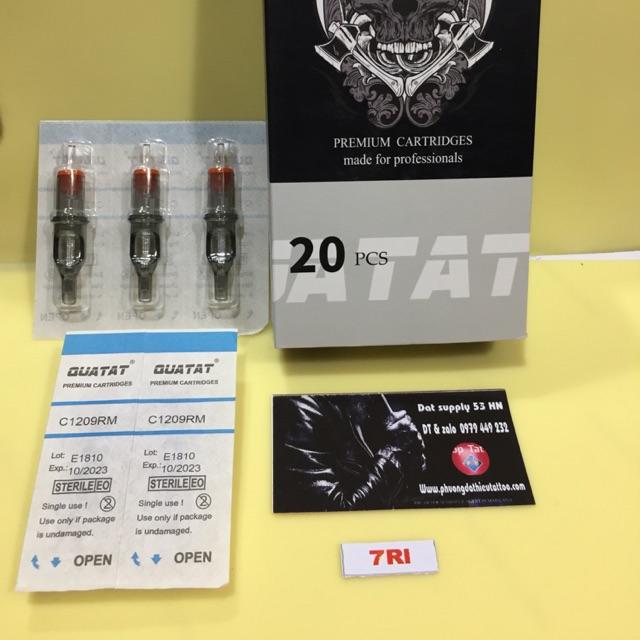 PREMIUM CARTRIDGES
made for professionals
20 PCS
QUATAT
QUATAT®
PREMIUM CARTRIDGES
C1209RM
Lot: E1810
Exp.: 10/2023
STERILE EO
Single use !
Use only if package
is undamaged.
OPEN
QUATAT®
PREMIUM CARTRIDGES
C1209RM
Lot: E1810
Exp.: 10/2023
STERILE EO
Single use !
Use only if package
is undamaged.
OPEN
Dat supply 53 HN
DT & zalo 0979 449 232
Www.phuongdathieutattoo.com
7RI